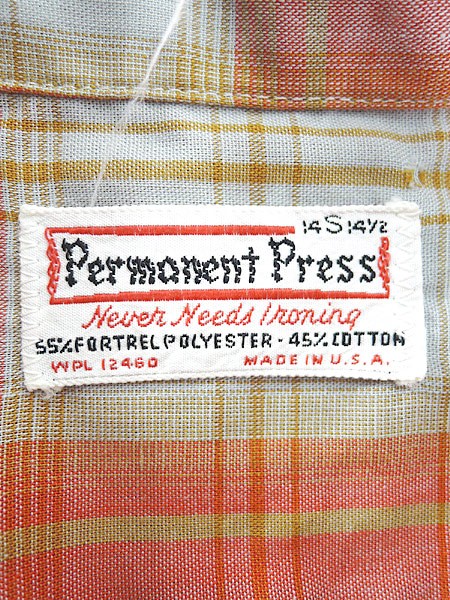 14 S 14½
Permanent Press
Never Needs Ironing
55% FORTREL POLYESTER - 45% COTTON
WPL 12460 MADE IN U.S.A.